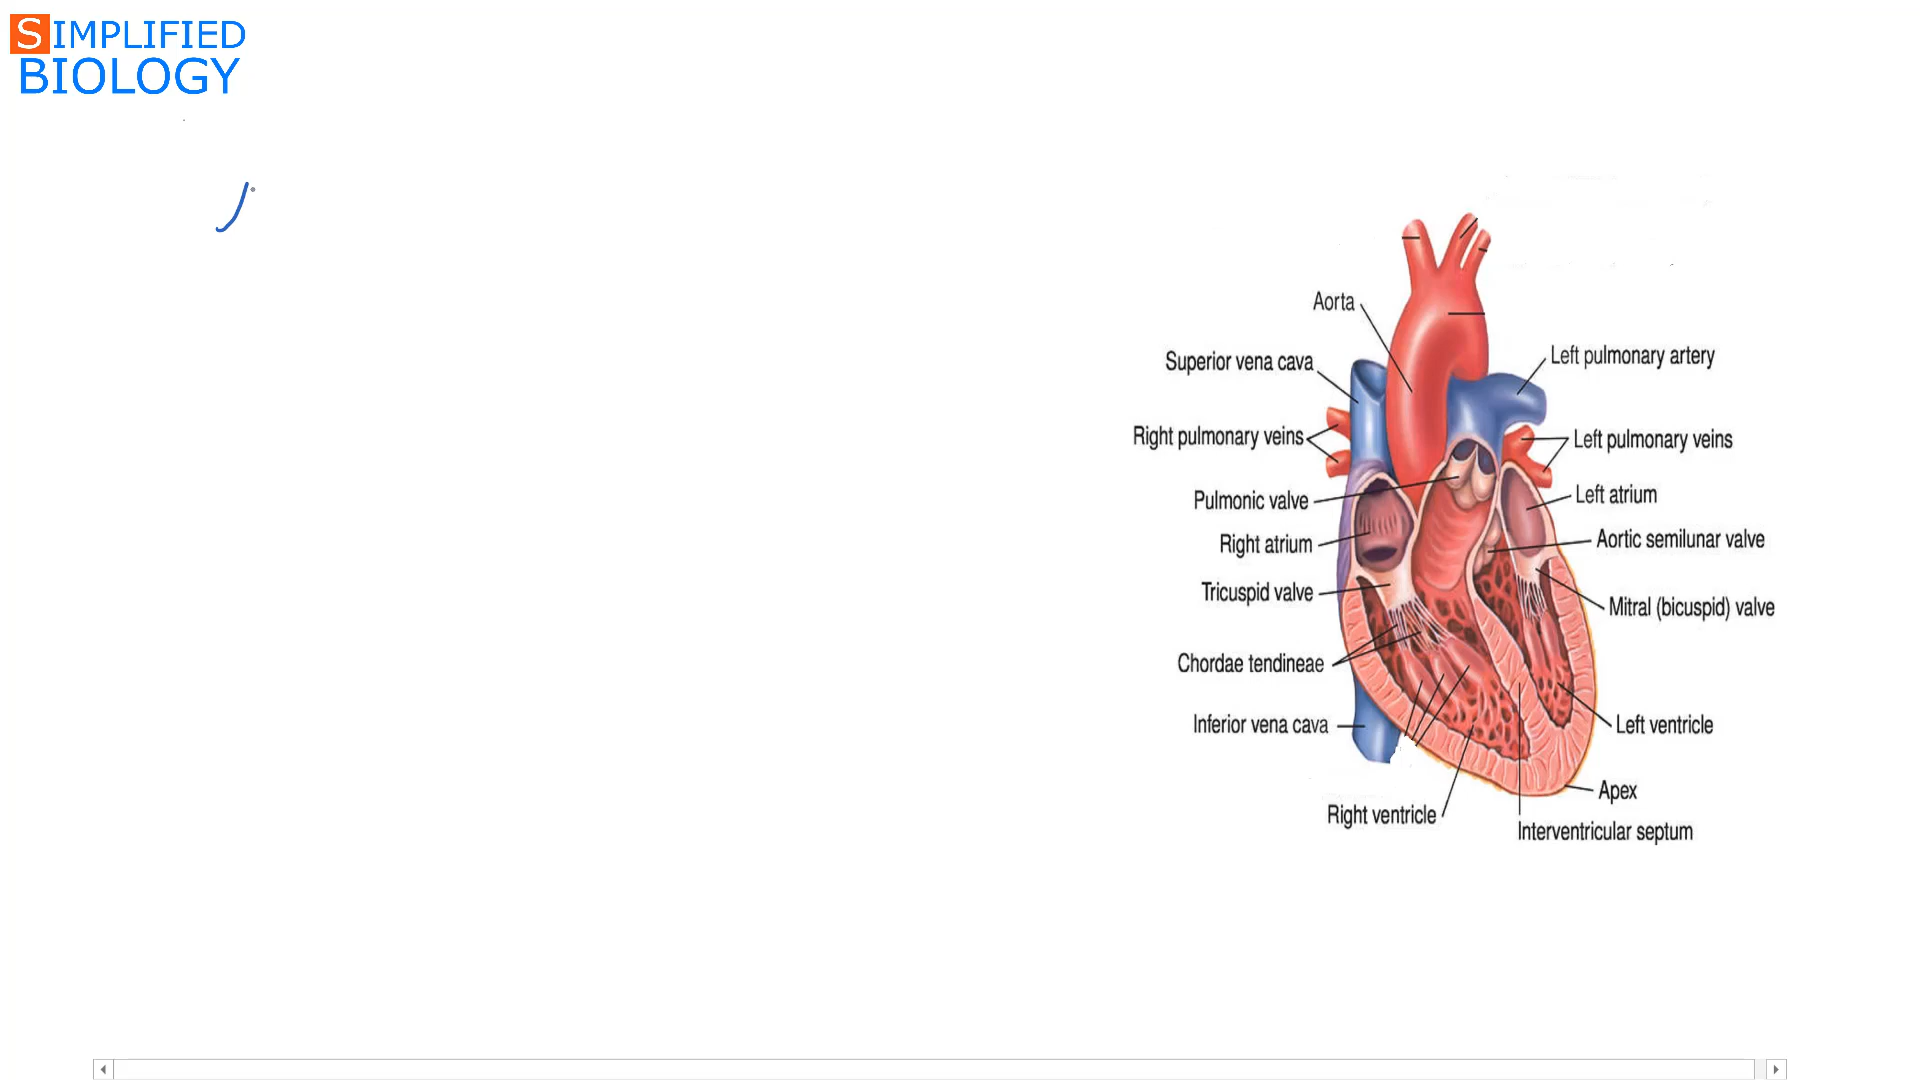 SIMPLIFIED
BIOLOGY
Aorta
Superior vena cava
Right pulmonary veins
Pulmonic valve
Right atrium
Tricuspid valve
Chordae tendineae
Inferior vena cava
Right ventricle
Left pulmonary artery
Left pulmonary veins
Left atrium
Aortic semilunar valve
Mitral (bicuspid) valve
Left ventricle
Apex
Interventricular septum